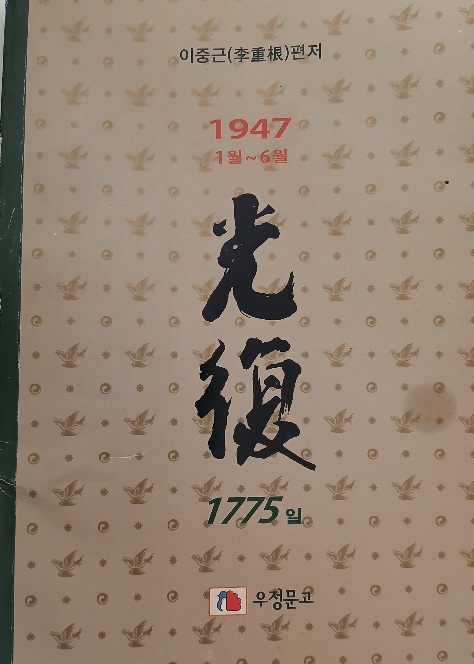 이중근(李重根)편저
1947
1월~6월
光
復
1775일
우정문고